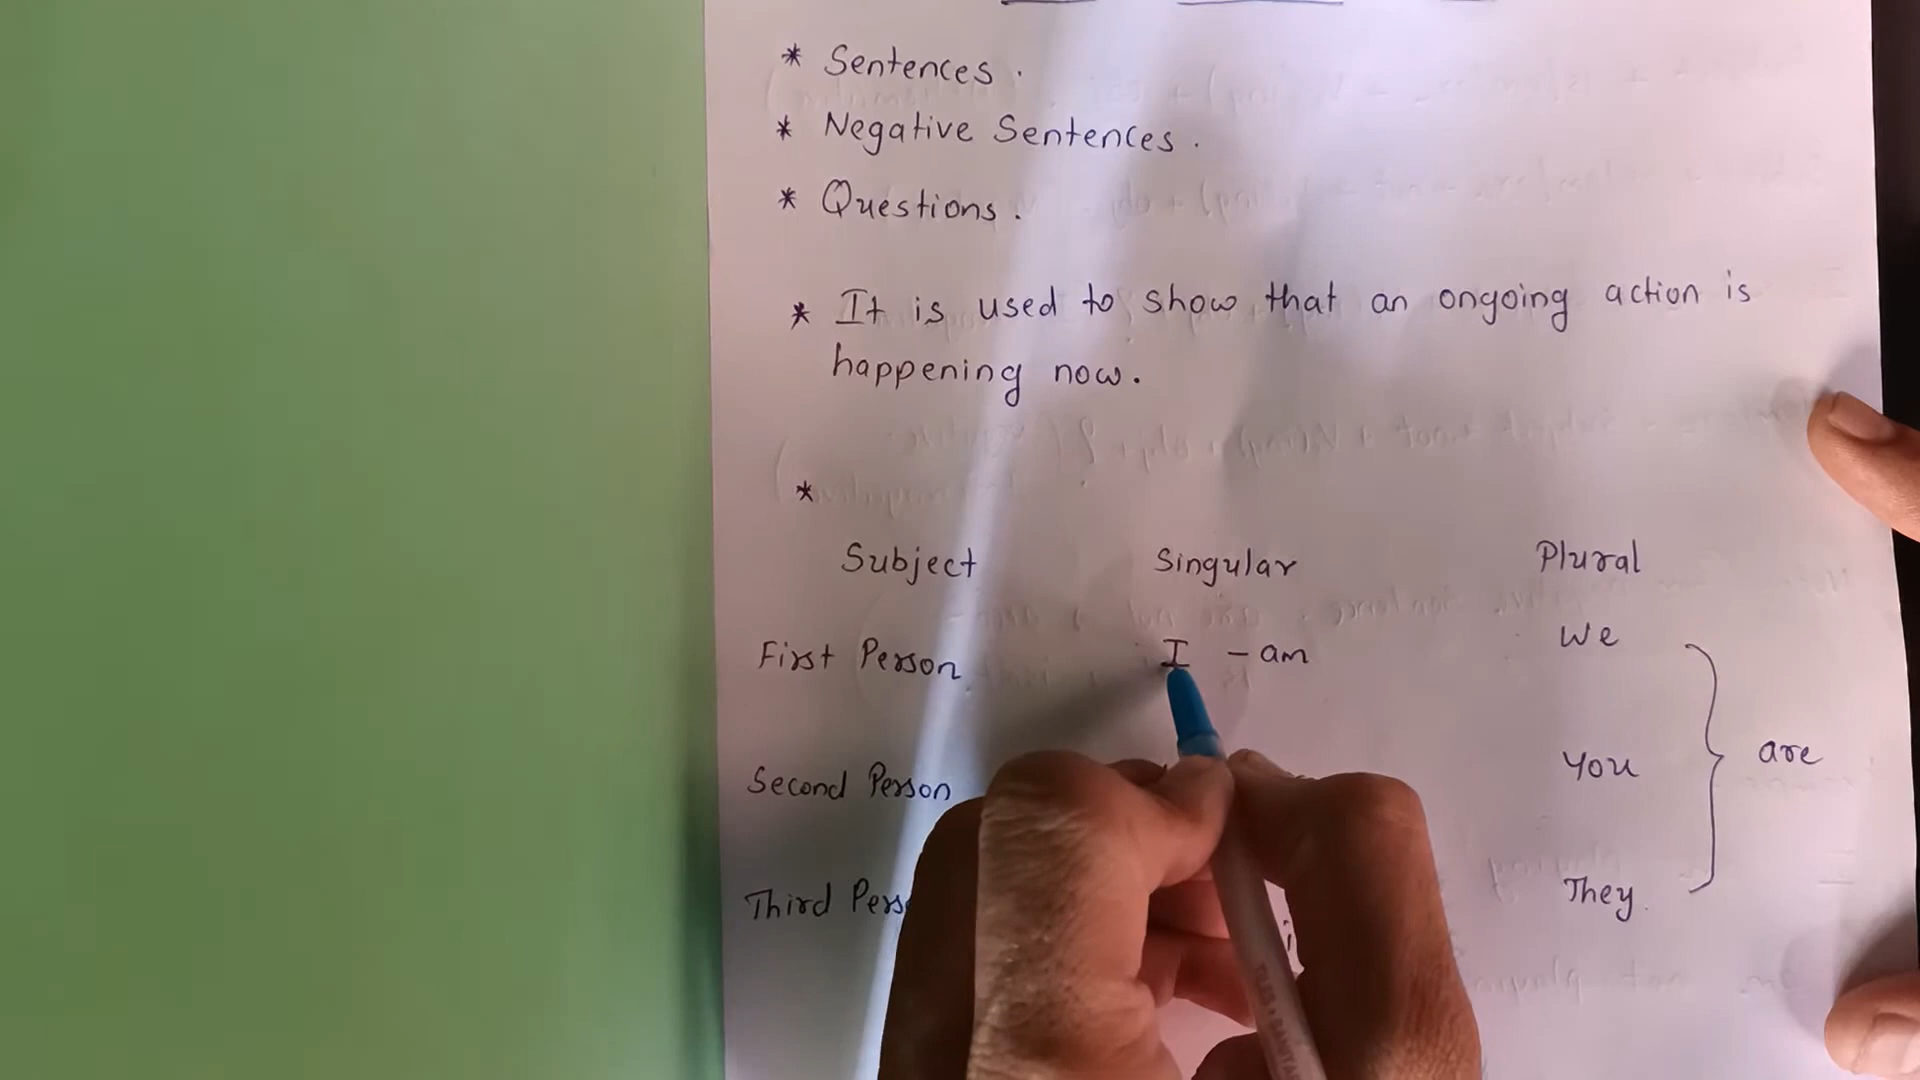 * Sentences.
* Negative Sentences.
* Questions.
* It is used to show that an ongoing action is
happening now.
*
Subject Singular Plural
First Person I - am We
Second Person You are
Third They.